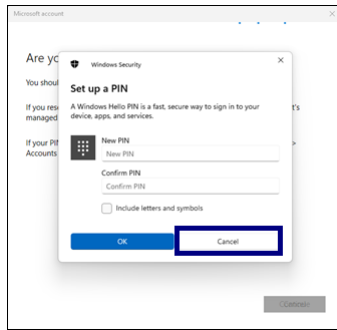 Microsoft account
Are yo
Windows Security
You shoul
Set up a PIN
A Windows Hello PIN is a fast, secure way to sign in to your
device, apps, and services.
If you res
t's
managed
If your PIN
>
Accounts
New PIN
New PIN
Confirm PIN
Confirm PIN
Include letters and symbols
OK
Cancel